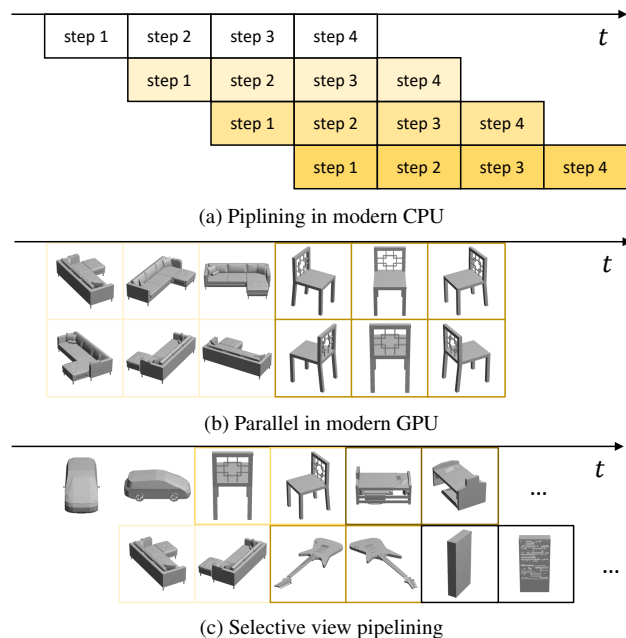 t
step 1 step 2 step 3 step 4
step 1 step 2 step 3 step 4
step 1 step 2 step 3 step 4
step 1 step 2 step 3 step 4
(a) Piplining in modern CPU
t
(b) Parallel in modern GPU
t
...
...
(c) Selective view pipelining